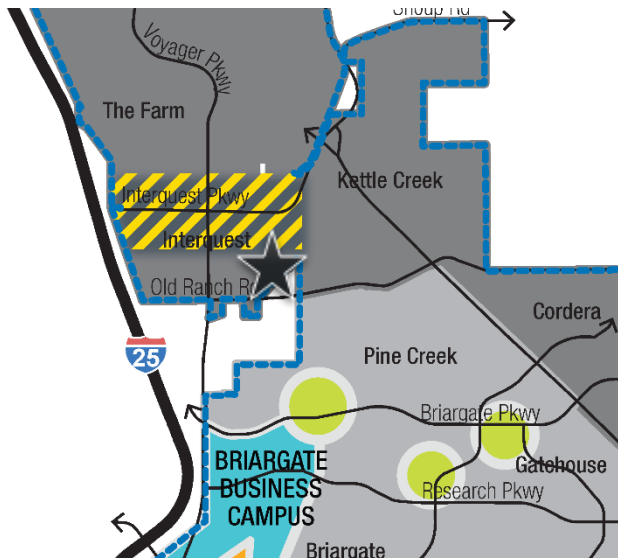 Shoup Rd
Voyager Pkwy
The Farm
Kettle Creek
Interquest Pkwy
Interquest
Old Ranch Rd
Cordera
25
Pine Creek
Briargate Pkwy
BRIARGATE
BUSINESS
CAMPUS
Gatehouse
Research Pkwy
Briargate